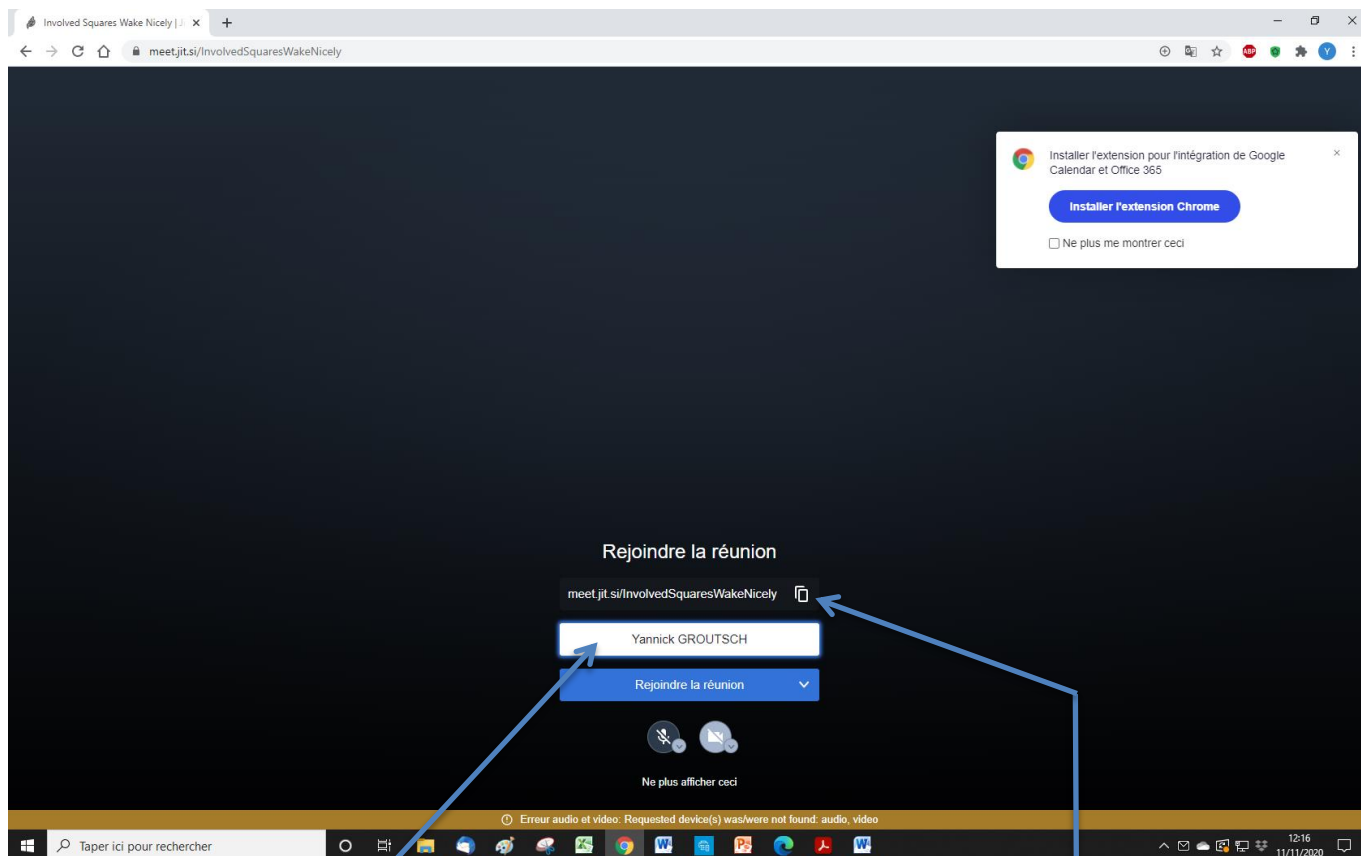 Involved Squares Wake Nicely | Ji
meet.jit.si/InvolvedSquaresWakeNicely
ABP
Y
Installer l'extension pour l'intégration de Google
Calendar et Office 365
Installer l'extension Chrome
Ne plus me montrer ceci
Rejoindre la réunion
meet.jit.si/InvolvedSquaresWakeNicely
Yannick GROUTSCH
Rejoindre la réunion
Ne plus afficher ceci
Erreur audio et video: Requested device(s) was/were not found: audio, video
Taper ici pour rechercher
12:16
11/11/2020